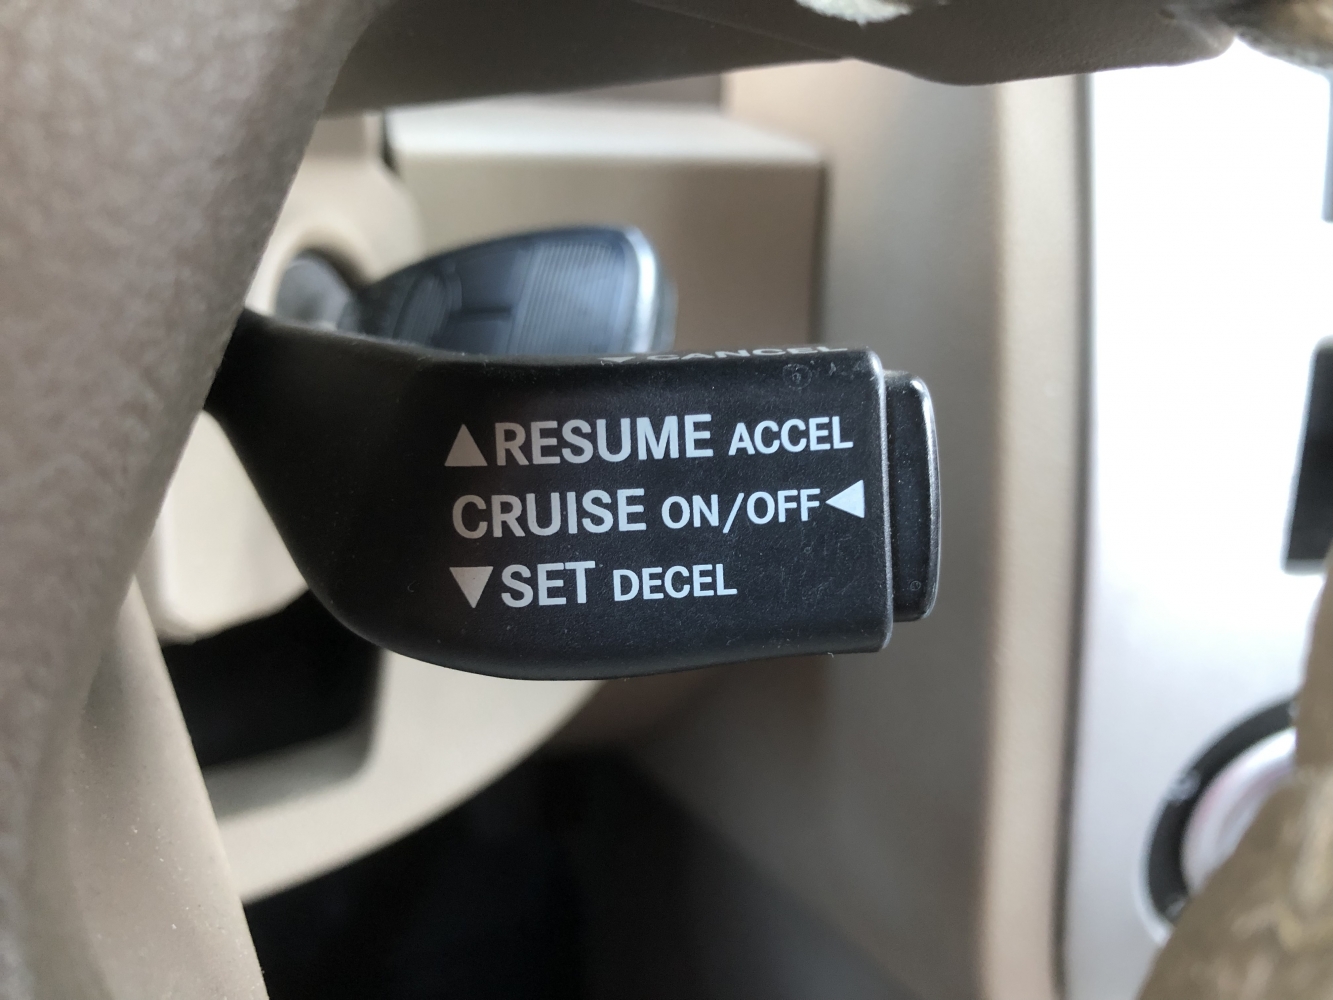 ▼ CANCEL
▲RESUME ACCEL
CRUISE ON/OFF◀
▼SET DECEL